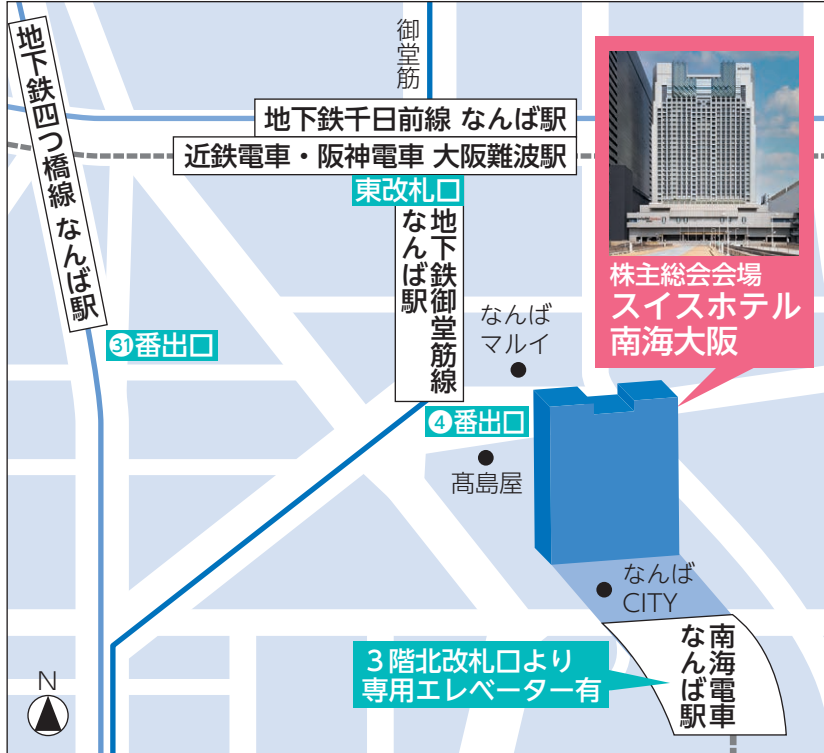 地下鉄四つ橋線 なんば駅
御堂筋
地下鉄千日前線 なんば駅
近鉄電車・阪神電車 大阪難波駅
東改札口
地下鉄御堂筋線
なんば駅
株主総会会場
スイスホテル
南海大阪
㉛番出口
なんば
マルイ
❹番出口
髙島屋
なんば
CITY
南海電車
なんば駅
3階北改札口より
専用エレベーター有
N